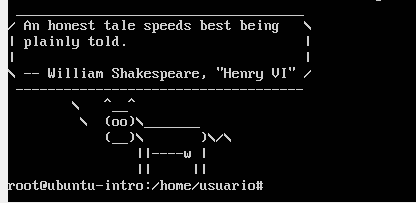 An honest tale speeds best being
plainly told.
-- William Shakespeare, "Henry VI"
root@ubuntu-intro:/home/usuario#